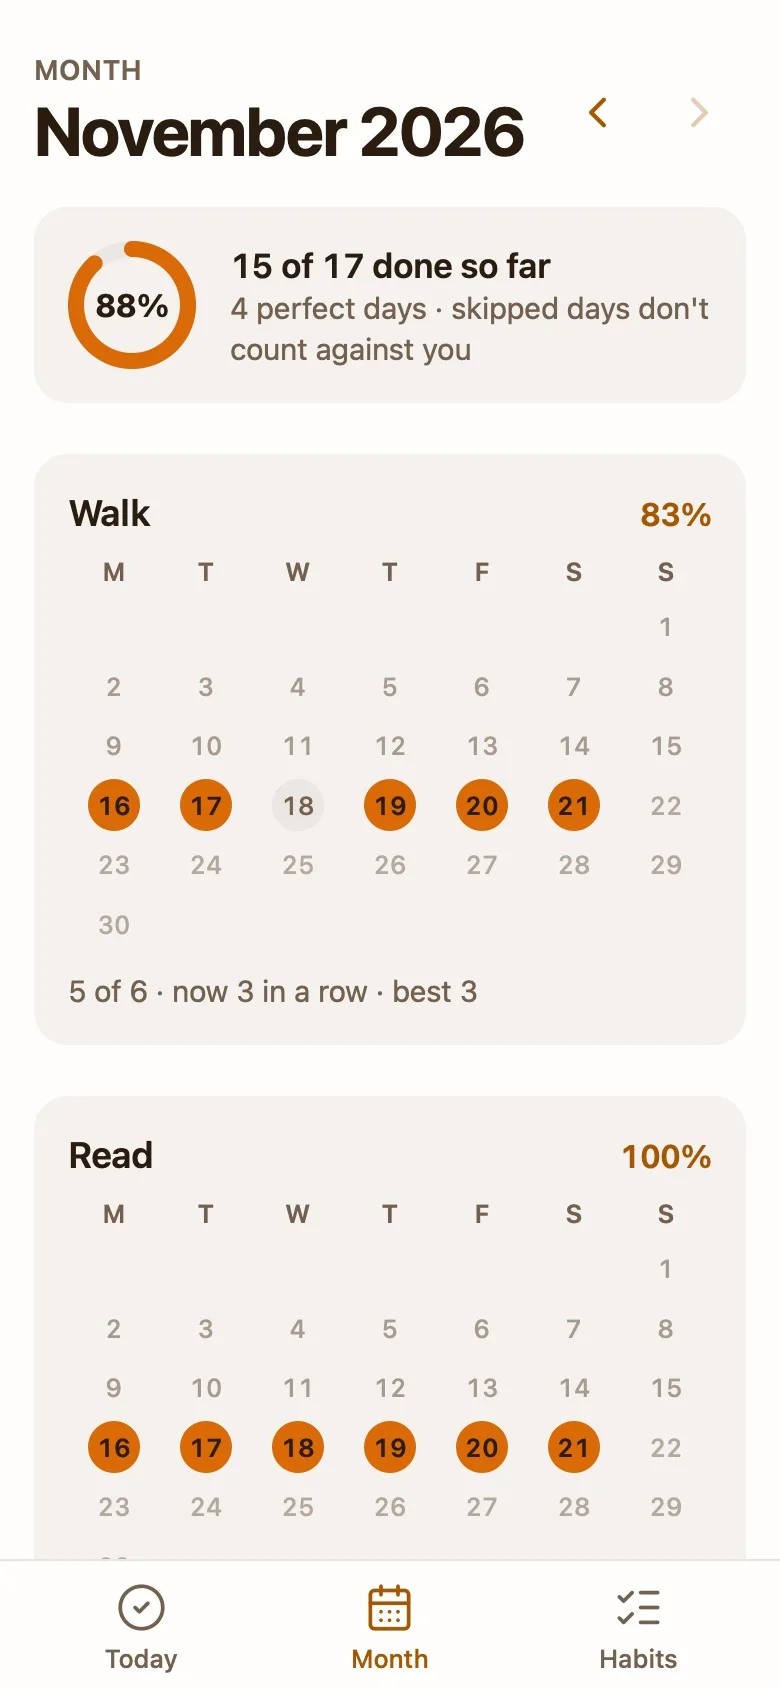 MONTH
November 2026
88%
15 of 17 done so far
4 perfect days · skipped days don't
count against you
Walk 83%
M T W T F S S
1
2 3 4 5 6 7 8
9 10 11 12 13 14 15
16 17 18 19 20 21 22
23 24 25 26 27 28 29
30
5 of 6 · now 3 in a row · best 3
Read 100%
M T W T F S S
1
2 3 4 5 6 7 8
9 10 11 12 13 14 15
16 17 18 19 20 21 22
23 24 25 26 27 28 29
Today Month Habits